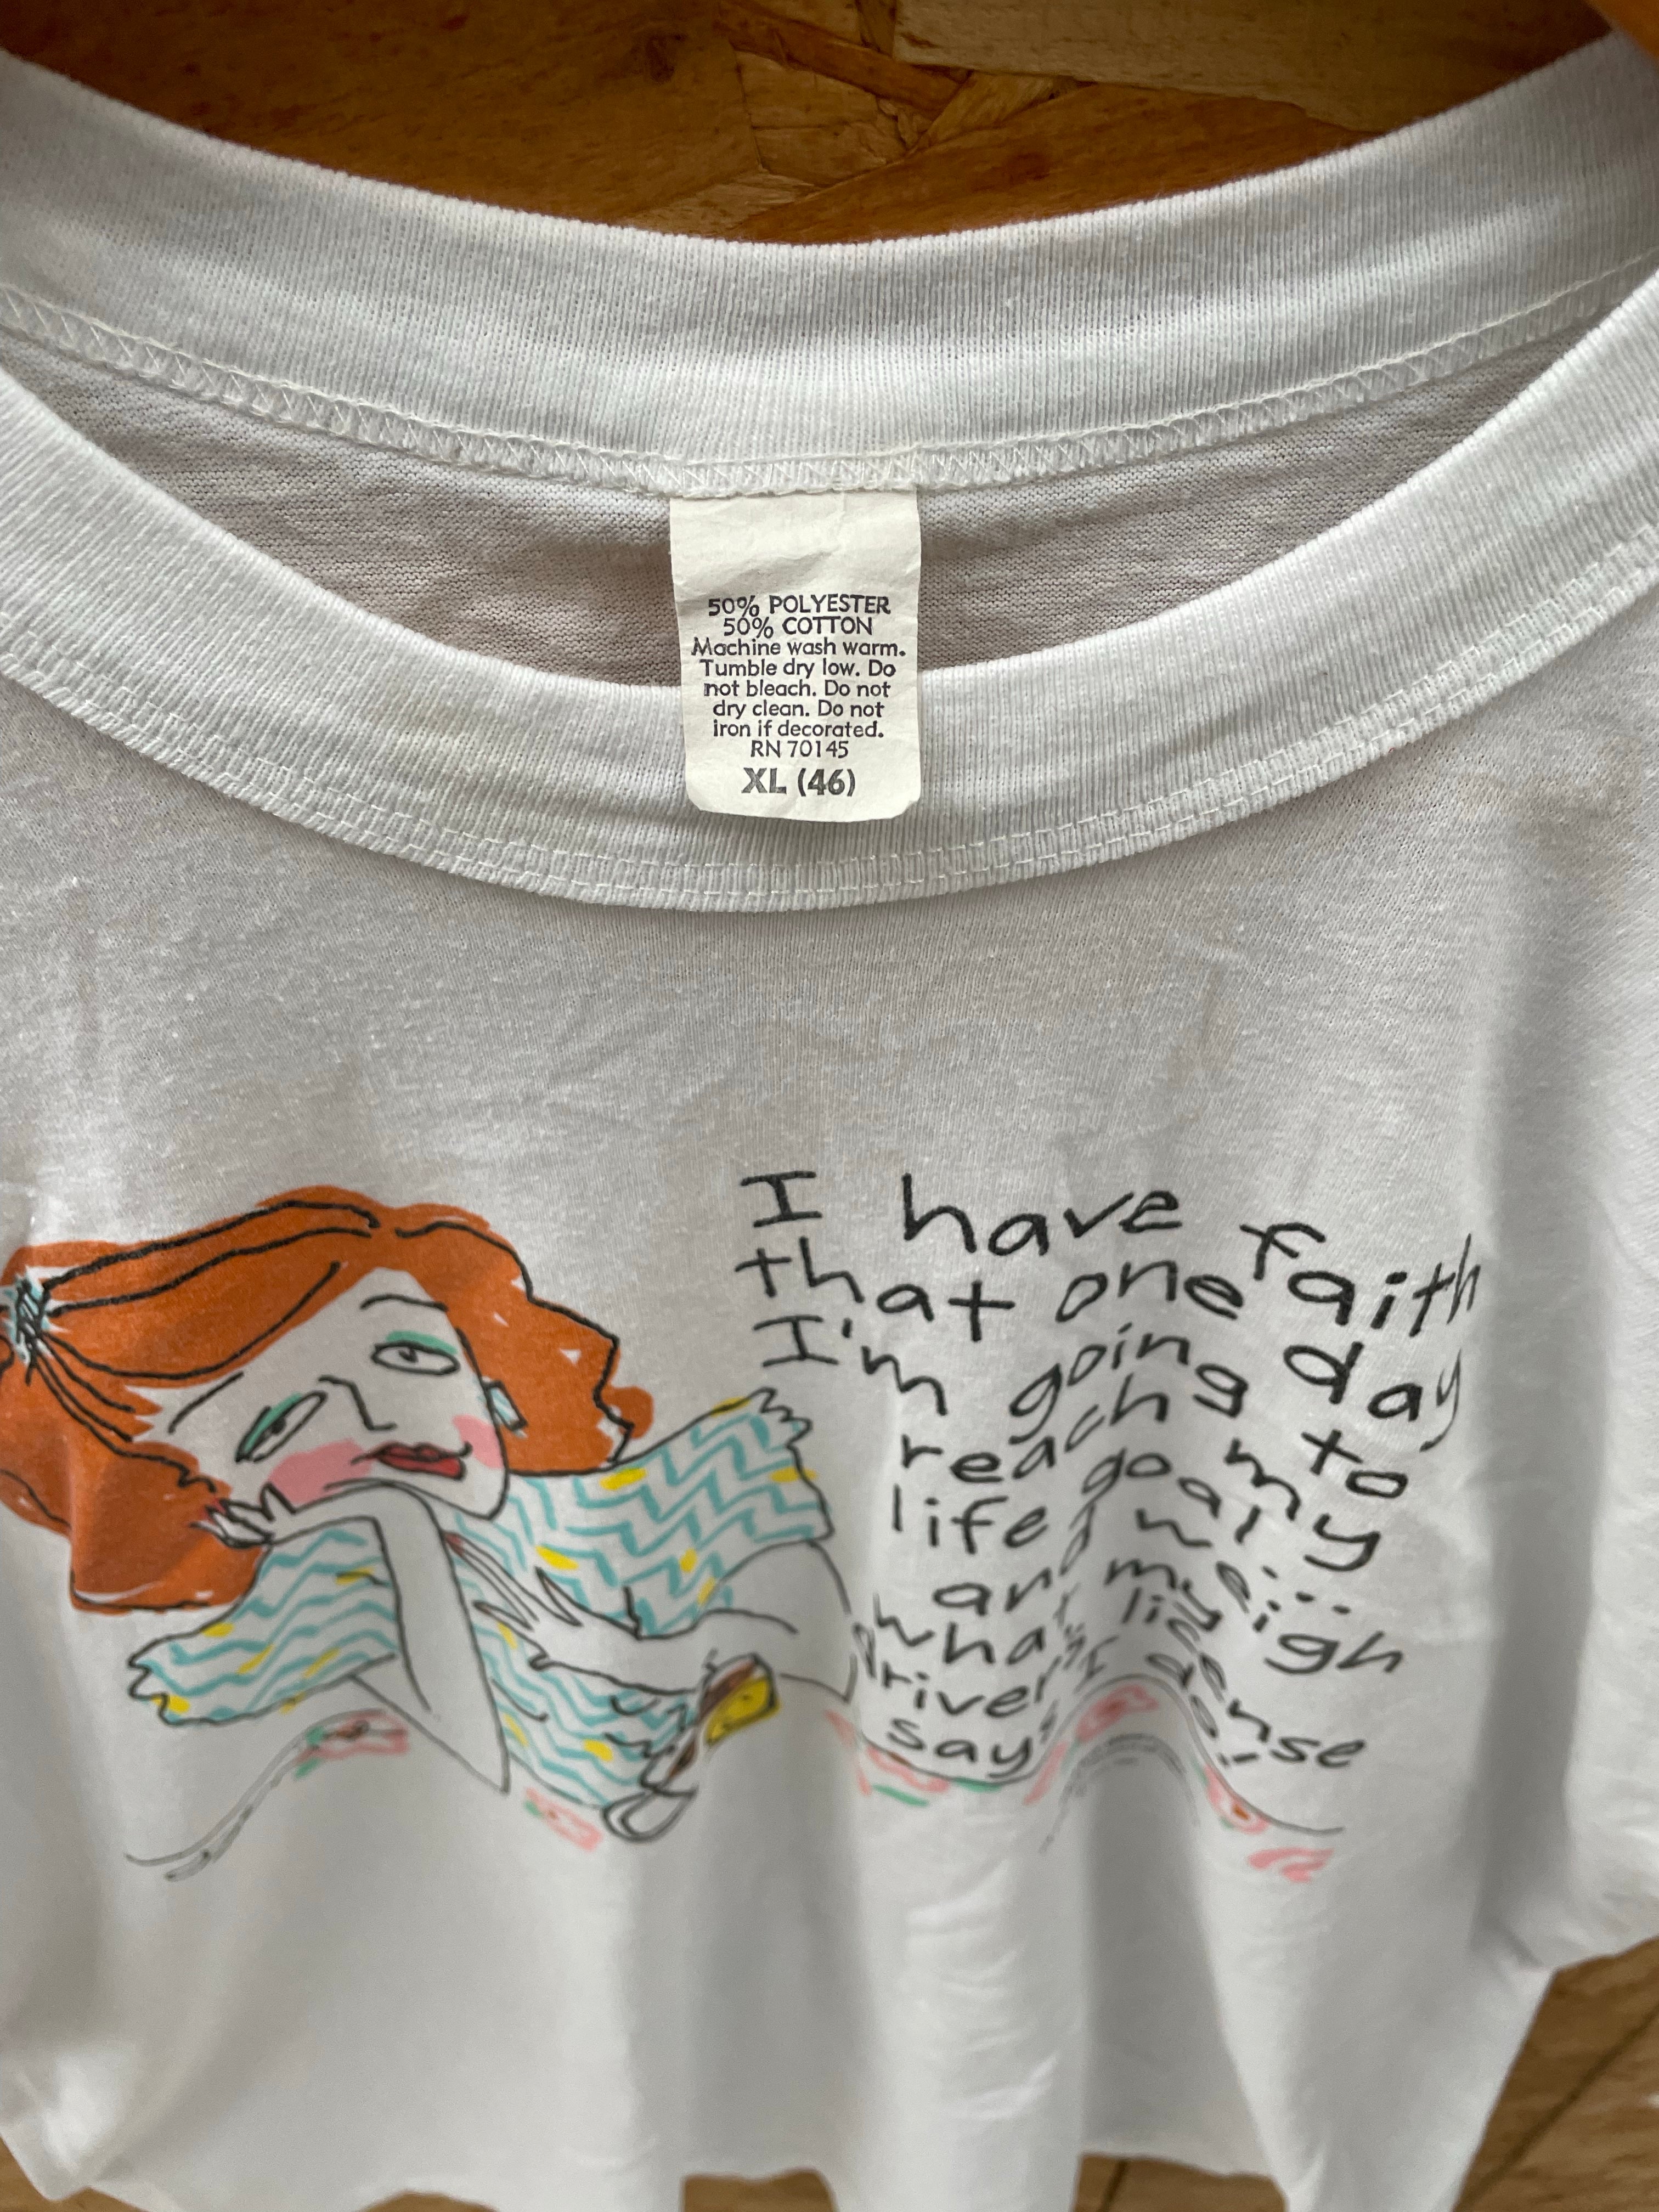 50% POLYESTER
50% COTTON
Machine wash warm.
Tumble dry low. Do
not bleach. Do not
dry clean. Do not
iron if decorated.
RN 70145
XL (46)
I have faith
that one day
I'm going to
reach my
life goal...
and weigh
what my
driver's license
says